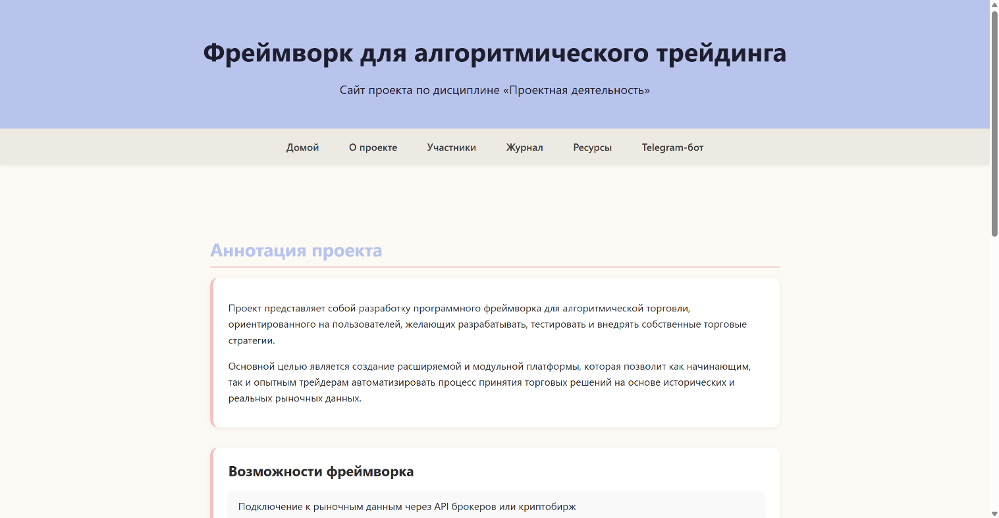 Фреймворк для алгоритмического трейдинга
Сайт проекта по дисциплине «Проектная деятельность»
Домой О проекте Участники Журнал Ресурсы Telegram-бот
Аннотация проекта
Проект представляет собой разработку программного фреймворка для алгоритмической торговли,
ориентированного на пользователей, желающих разрабатывать, тестировать и внедрять собственные торговые
стратегии.
Основной целью является создание расширяемой и модульной платформы, которая позволит как начинающим,
так и опытным трейдерам автоматизировать процесс принятия торговых решений на основе исторических и
реальных рыночных данных.
Возможности фреймворка
Подключение к рыночным данным через API брокеров или криптобирж